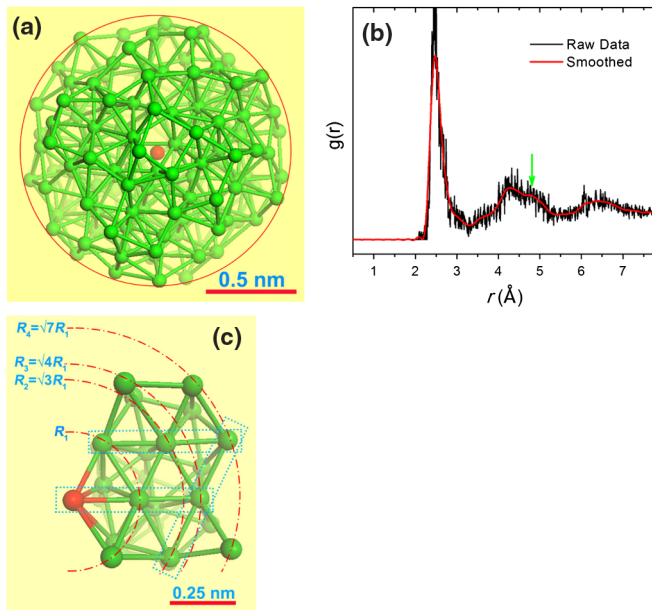 (a)
0.5 nm
(b)
Raw Data
Smoothed
g(r)
1 2 3 4 5 6 7
r (Å)
(c)
R₄=√7R₁
R₃=√4R₁
R₂=√3R₁
R₁
0.25 nm